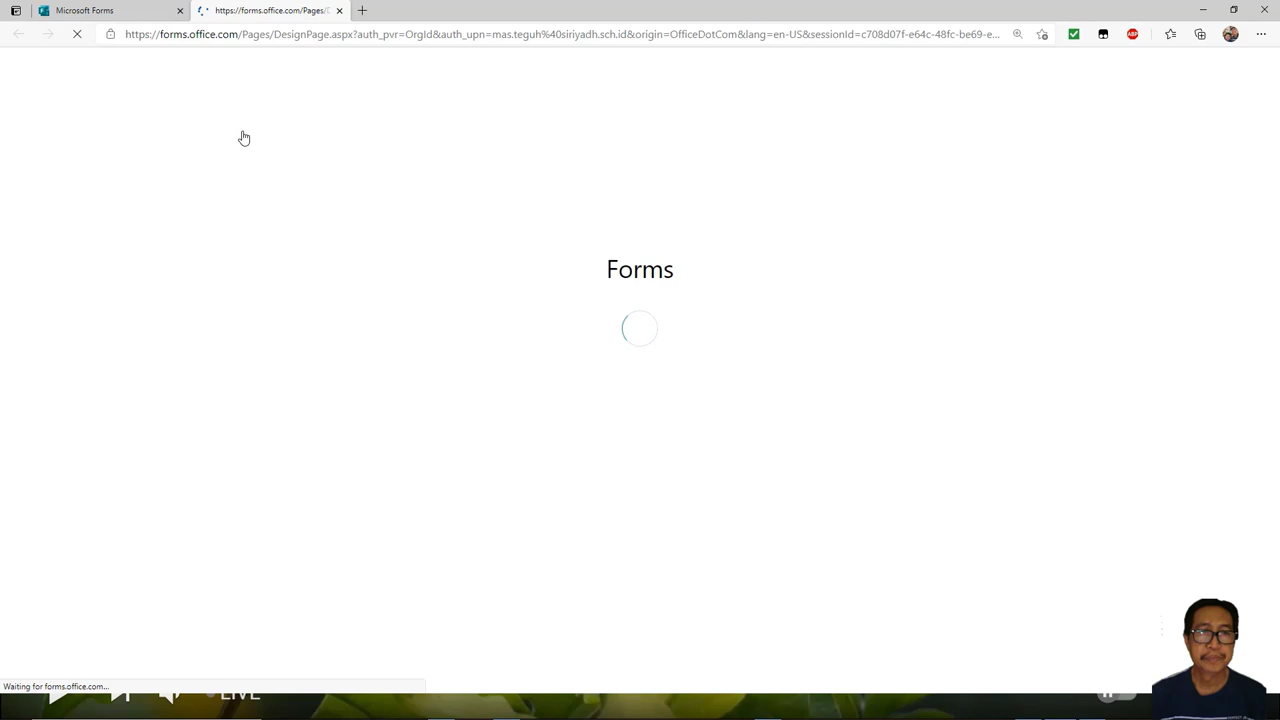 Microsoft Forms
https://forms.office.com/Pages/D
https://forms.office.com/Pages/DesignPage.aspx?auth_pvr=OrgId&auth_upn=mas.teguh%40siriyadh.sch.id&origin=OfficeDotCom&lang=en-US&sessionId=c708d07f-e64c-48fc-be69-e...
ABP
Forms
Waiting for forms.office.com...
LIVE